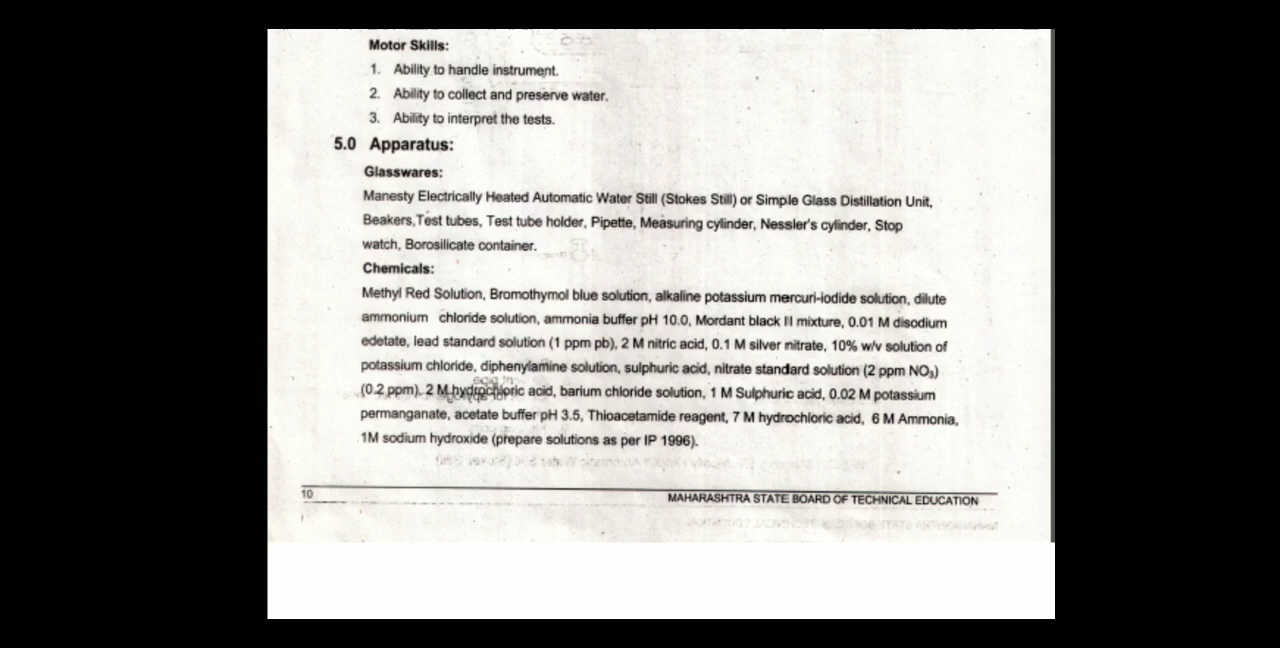 Motor Skills:
1. Ability to handle instrument.
2. Ability to collect and preserve water.
3. Ability to interpret the tests.
5.0 Apparatus:
Glasswares:
Manesty Electrically Heated Automatic Water Still (Stokes Still) or Simple Glass Distillation Unit,
Beakers,Test tubes, Test tube holder, Pipette, Measuring cylinder, Nessler's cylinder, Stop
watch, Borosilicate container.
Chemicals:
Methyl Red Solution, Bromothymol blue solution, alkaline potassium mercuri-iodide solution, dilute
ammonium chloride solution, ammonia buffer pH 10.0, Mordant black II mixture, 0.01 M disodium
edetate, lead standard solution (1 ppm pb), 2 M nitric acid, 0.1 M silver nitrate, 10% w/v solution of
potassium chloride, diphenylamine solution, sulphuric acid, nitrate standard solution (2 ppm NO₃)
(0.2 ppm), 2 M hydrochloric acid, barium chloride solution, 1 M Sulphuric acid, 0.02 M potassium
permanganate, acetate buffer pH 3.5, Thioacetamide reagent, 7 M hydrochloric acid, 6 M Ammonia,
1M sodium hydroxide (prepare solutions as per IP 1996).
10
MAHARASHTRA STATE BOARD OF TECHNICAL EDUCATION